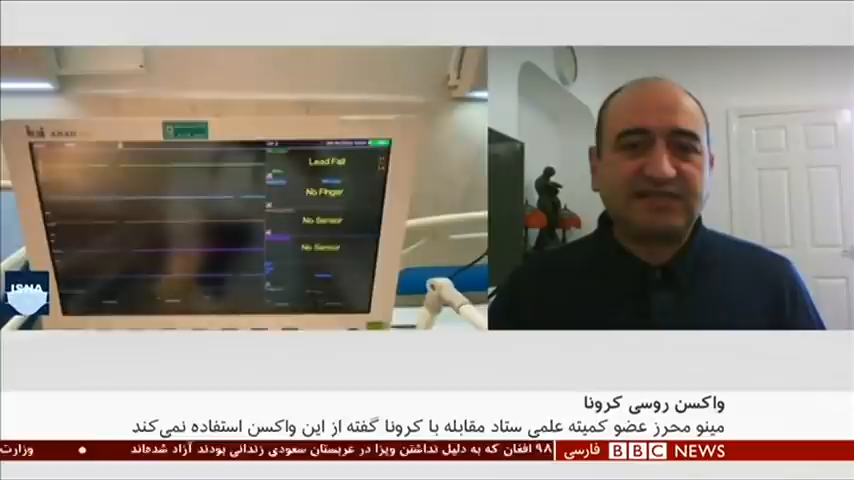 Lead Fail
No Finger
No Sensor
No Sensor
ISNA
واکسن روسی کرونا
مینو محرز عضو کمیته علمی ستاد مقابله با کرونا گفته از این واکسن استفاده نمی‌کند
BBC NEWS فارسی
۹۸ افغان که به دلیل نداشتن ویزا در عربستان سعودی زندانی بودند آزاد شده‌اند • وزارت